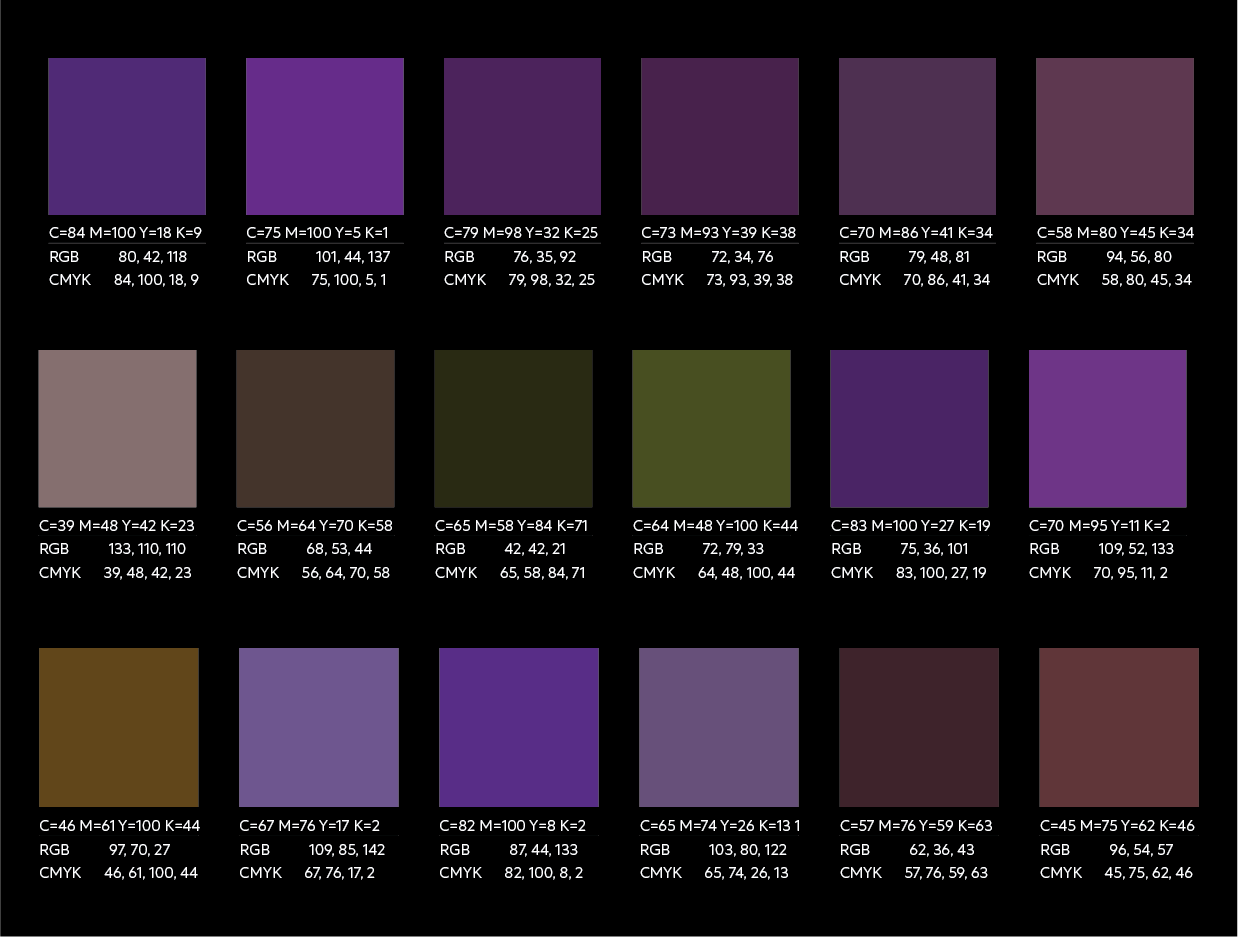 C=84 M=100 Y=18 K=9
RGB 80, 42, 118
CMYK 84, 100, 18, 9
C=75 M=100 Y=5 K=1
RGB 101, 44, 137
CMYK 75, 100, 5, 1
C=79 M=98 Y=32 K=25
RGB 76, 35, 92
CMYK 79, 98, 32, 25
C=73 M=93 Y=39 K=38
RGB 72, 34, 76
CMYK 73, 93, 39, 38
C=70 M=86 Y=41 K=34
RGB 79, 48, 81
CMYK 70, 86, 41, 34
C=58 M=80 Y=45 K=34
RGB 94, 56, 80
CMYK 58, 80, 45, 34
C=39 M=48 Y=42 K=23
RGB 133, 110, 110
CMYK 39, 48, 42, 23
C=56 M=64 Y=70 K=58
RGB 68, 53, 44
CMYK 56, 64, 70, 58
C=65 M=58 Y=84 K=71
RGB 42, 42, 21
CMYK 65, 58, 84, 71
C=64 M=48 Y=100 K=44
RGB 72, 79, 33
CMYK 64, 48, 100, 44
C=83 M=100 Y=27 K=19
RGB 75, 36, 101
CMYK 83, 100, 27, 19
C=70 M=95 Y=11 K=2
RGB 109, 52, 133
CMYK 70, 95, 11, 2
C=46 M=61 Y=100 K=44
RGB 97, 70, 27
CMYK 46, 61, 100, 44
C=67 M=76 Y=17 K=2
RGB 109, 85, 142
CMYK 67, 76, 17, 2
C=82 M=100 Y=8 K=2
RGB 87, 44, 133
CMYK 82, 100, 8, 2
C=65 M=74 Y=26 K=13 1
RGB 103, 80, 122
CMYK 65, 74, 26, 13
C=57 M=76 Y=59 K=63
RGB 62, 36, 43
CMYK 57, 76, 59, 63
C=45 M=75 Y=62 K=46
RGB 96, 54, 57
CMYK 45, 75, 62, 46